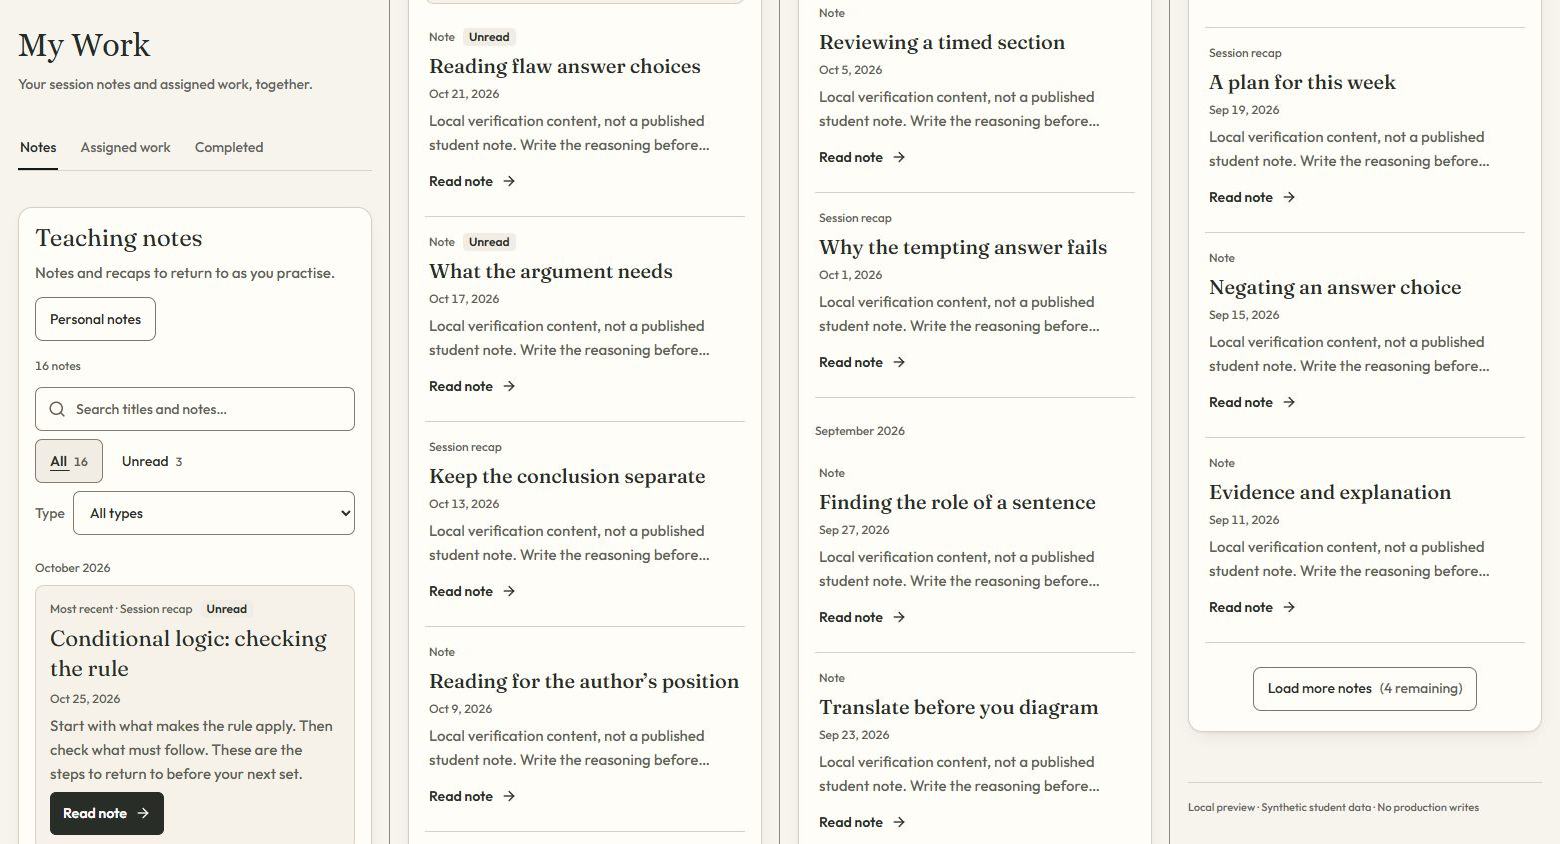 My Work
Your session notes and assigned work, together.
Notes
Assigned work
Completed
Teaching notes
Notes and recaps to return to as you practise.
Personal notes
16 notes
Search titles and notes...
All 16
Unread 3
Type
All types
October 2026
Most recent · Session recap Unread
Conditional logic: checking
the rule
Oct 25, 2026
Start with what makes the rule apply. Then
check what must follow. These are the
steps to return to before your next set.
Read note →
Note Unread
Reading flaw answer choices
Oct 21, 2026
Local verification content, not a published
student note. Write the reasoning before...
Read note →
Note Unread
What the argument needs
Oct 17, 2026
Local verification content, not a published
student note. Write the reasoning before...
Read note →
Session recap
Keep the conclusion separate
Oct 13, 2026
Local verification content, not a published
student note. Write the reasoning before...
Read note →
Note
Reading for the author’s position
Oct 9, 2026
Local verification content, not a published
student note. Write the reasoning before...
Read note →
Note
Reviewing a timed section
Oct 5, 2026
Local verification content, not a published
student note. Write the reasoning before...
Read note →
Session recap
Why the tempting answer fails
Oct 1, 2026
Local verification content, not a published
student note. Write the reasoning before...
Read note →
September 2026
Note
Finding the role of a sentence
Sep 27, 2026
Local verification content, not a published
student note. Write the reasoning before...
Read note →
Note
Translate before you diagram
Sep 23, 2026
Local verification content, not a published
student note. Write the reasoning before...
Read note →
Session recap
A plan for this week
Sep 19, 2026
Local verification content, not a published
student note. Write the reasoning before...
Read note →
Note
Negating an answer choice
Sep 15, 2026
Local verification content, not a published
student note. Write the reasoning before...
Read note →
Note
Evidence and explanation
Sep 11, 2026
Local verification content, not a published
student note. Write the reasoning before...
Read note →
Load more notes (4 remaining)
Local preview · Synthetic student data · No production writes